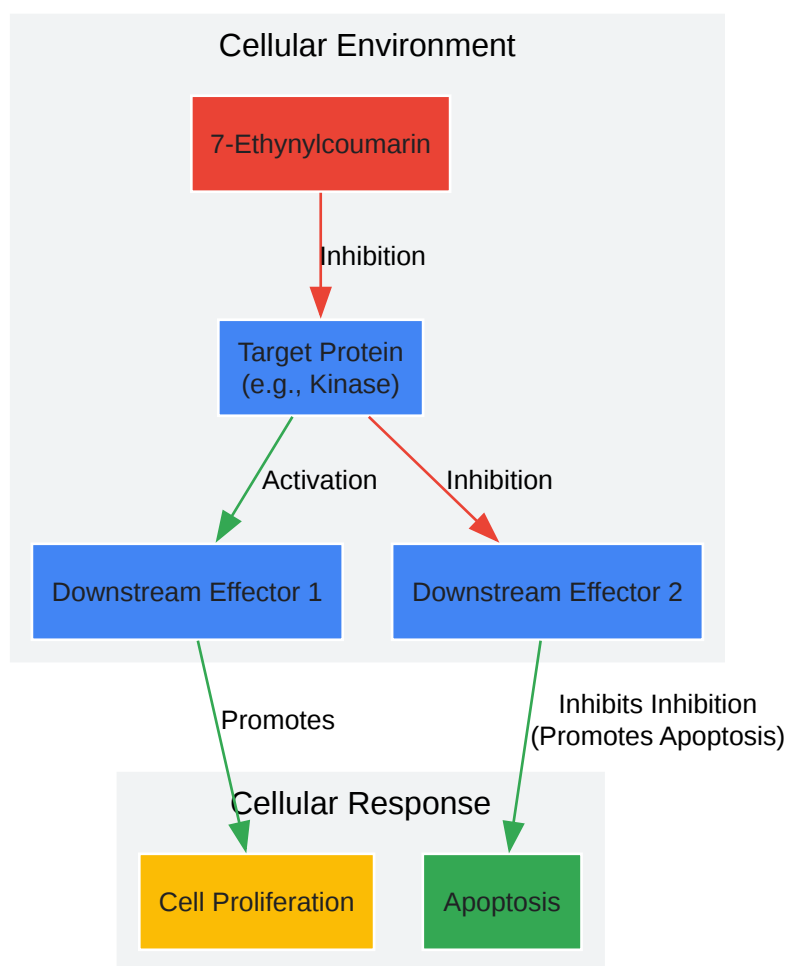 Cellular Environment
7-Ethynylcoumarin
Inhibition
Target Protein
(e.g., Kinase)
Activation
Inhibition
Downstream Effector 1
Downstream Effector 2
Promotes
Inhibits Inhibition
(Promotes Apoptosis)
Cellular Response
Cell Proliferation
Apoptosis